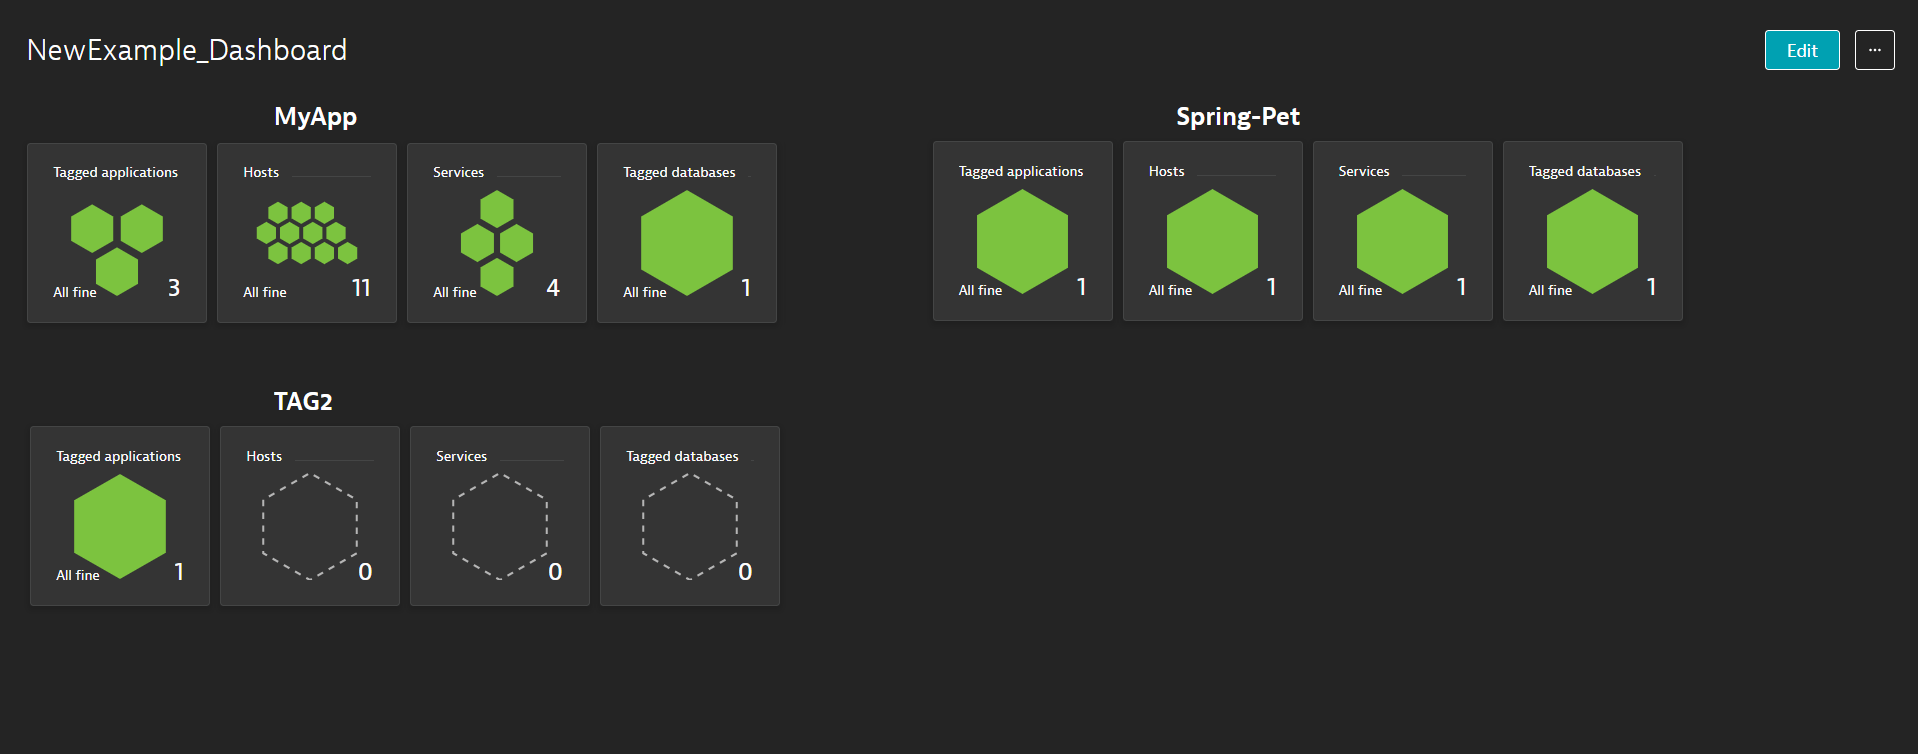 NewExample_Dashboard
Edit
...
MyApp
Tagged applications
All fine
3
Hosts
All fine
11
Services
All fine
4
Tagged databases
All fine
1
Spring-Pet
Tagged applications
All fine
1
Hosts
All fine
1
Services
All fine
1
Tagged databases
All fine
1
TAG2
Tagged applications
All fine
1
Hosts
0
Services
0
Tagged databases
0